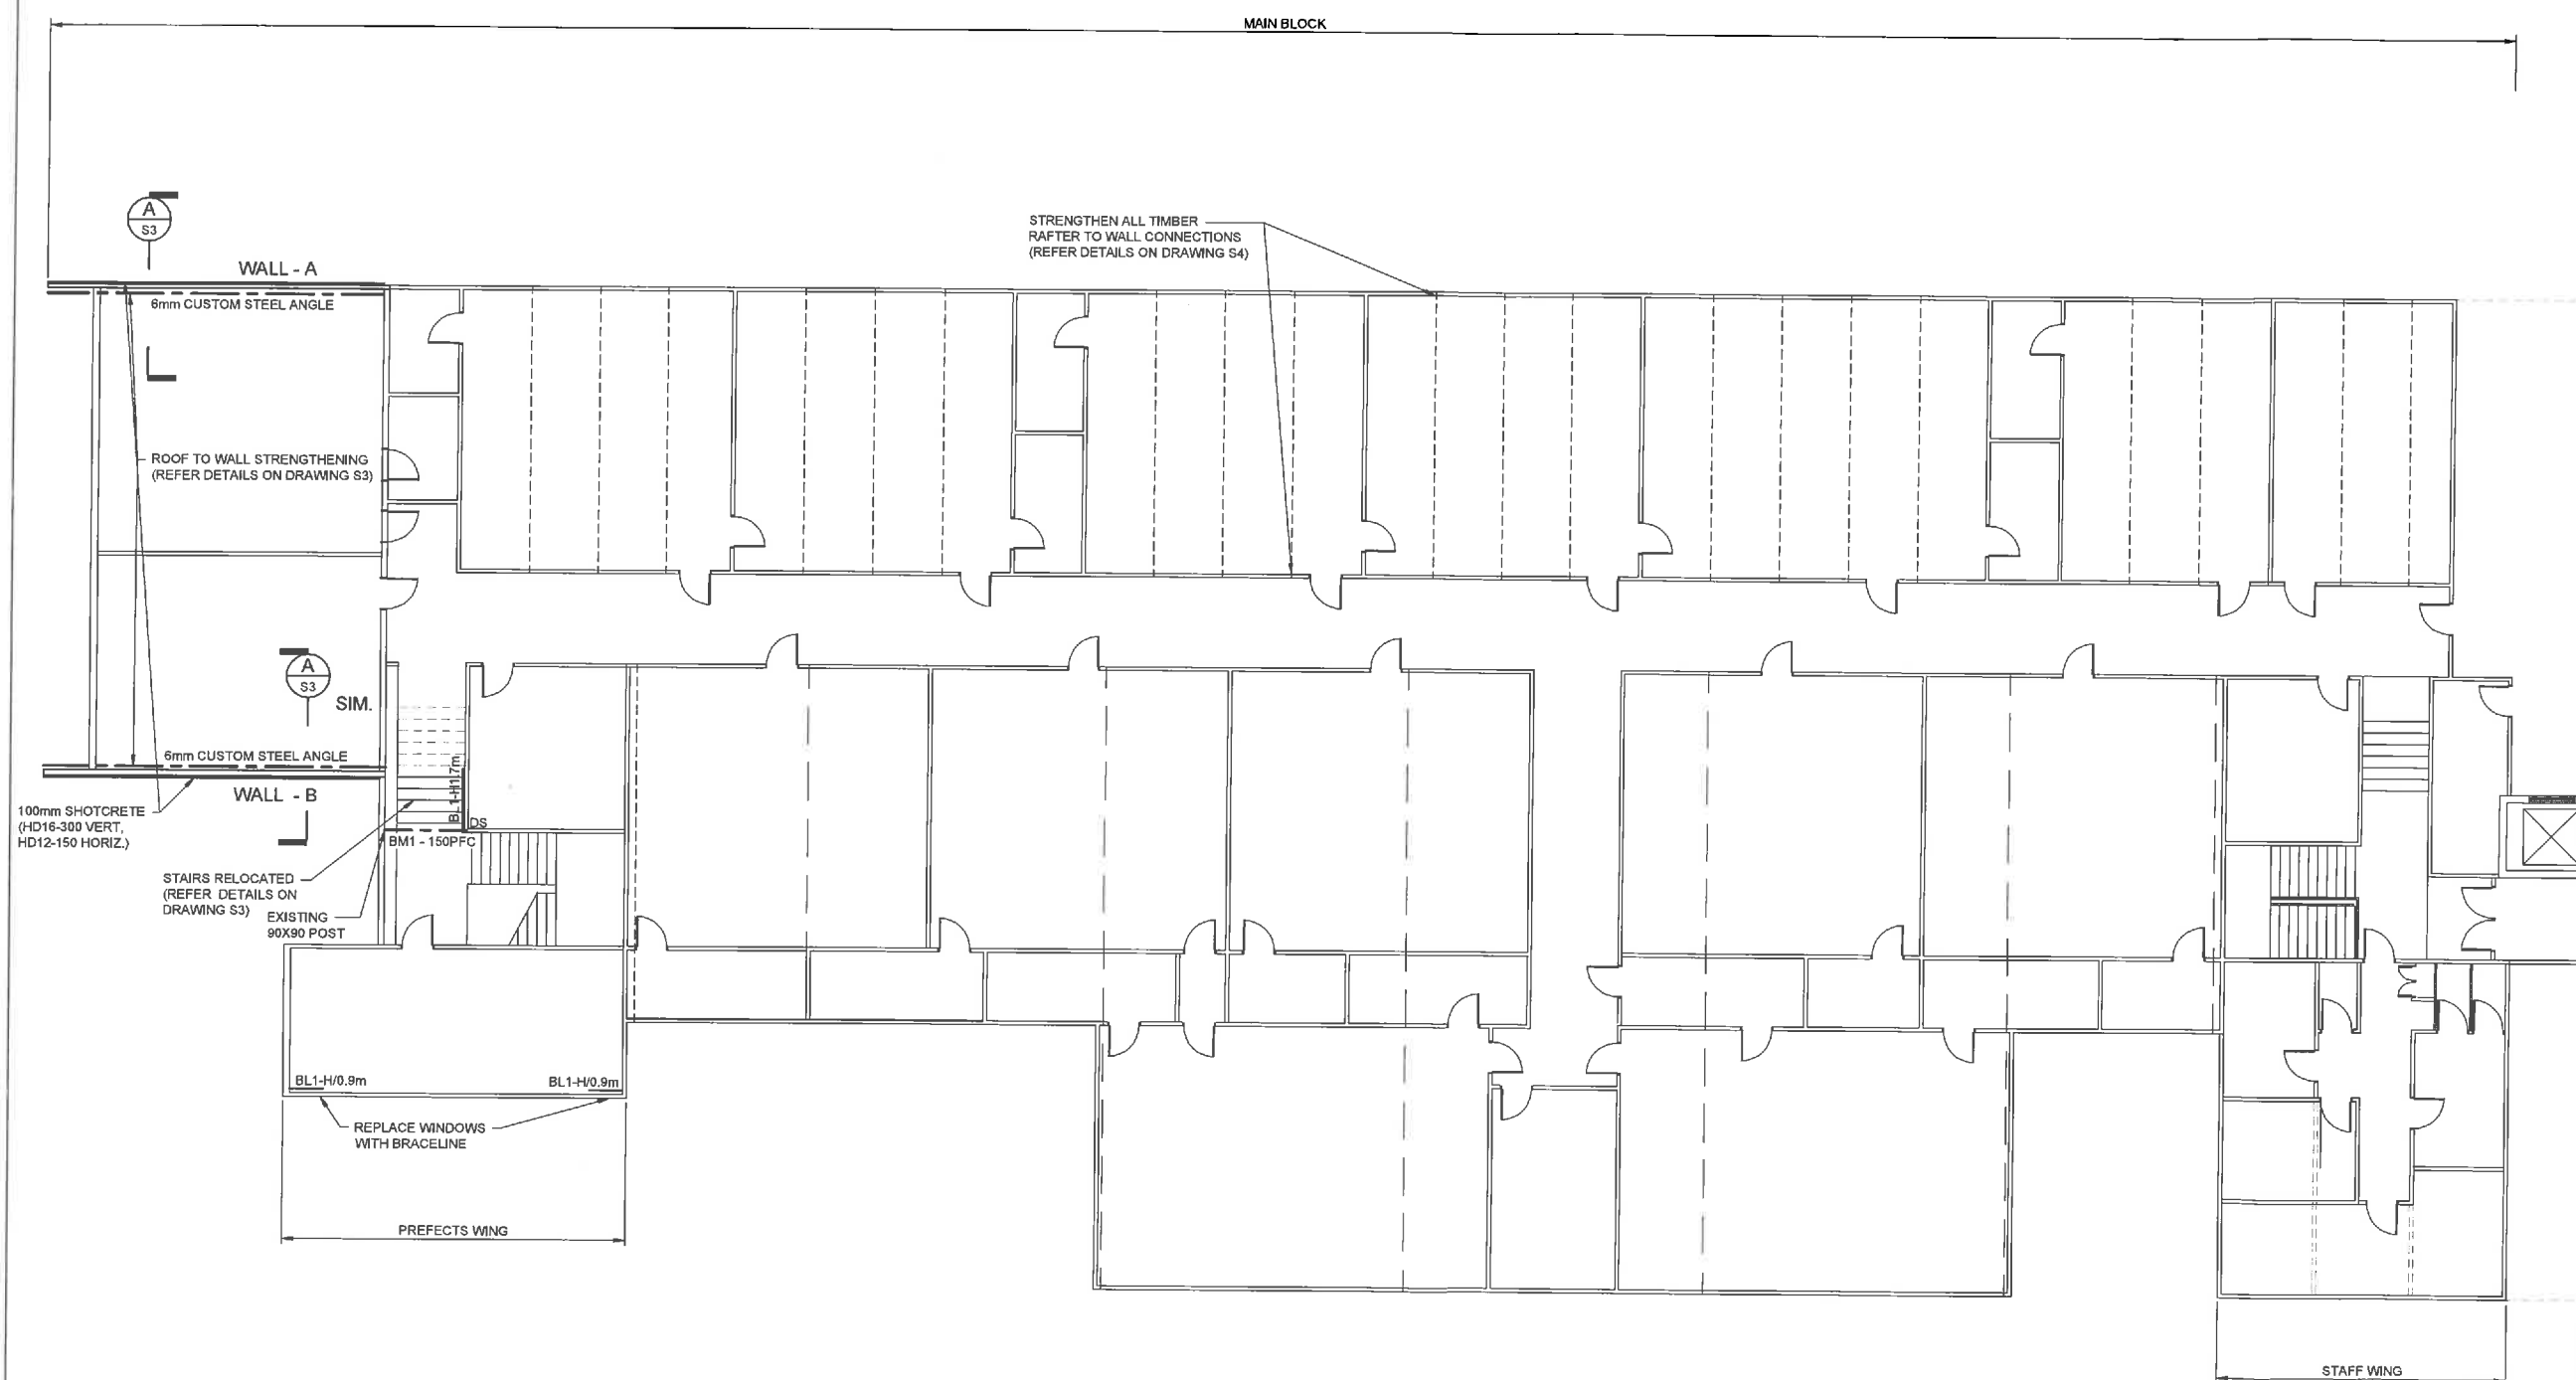 MAIN BLOCK
A
S3
STRENGTHEN ALL TIMBER
RAFTER TO WALL CONNECTIONS
(REFER DETAILS ON DRAWING S4)
WALL - A
6mm CUSTOM STEEL ANGLE
ROOF TO WALL STRENGTHENING
(REFER DETAILS ON DRAWING S3)
A
S3
SIM.
6mm CUSTOM STEEL ANGLE
WALL - B
100mm SHOTCRETE
(HD16-300 VERT,
HD12-150 HORIZ.)
DS
BM1 - 150PFC
STAIRS RELOCATED
(REFER DETAILS ON
DRAWING S3)
EXISTING
90X90 POST
BL1-H/0.9m
BL1-H/0.9m
REPLACE WINDOWS
WITH BRACELINE
PREFECTS WING
STAFF WING